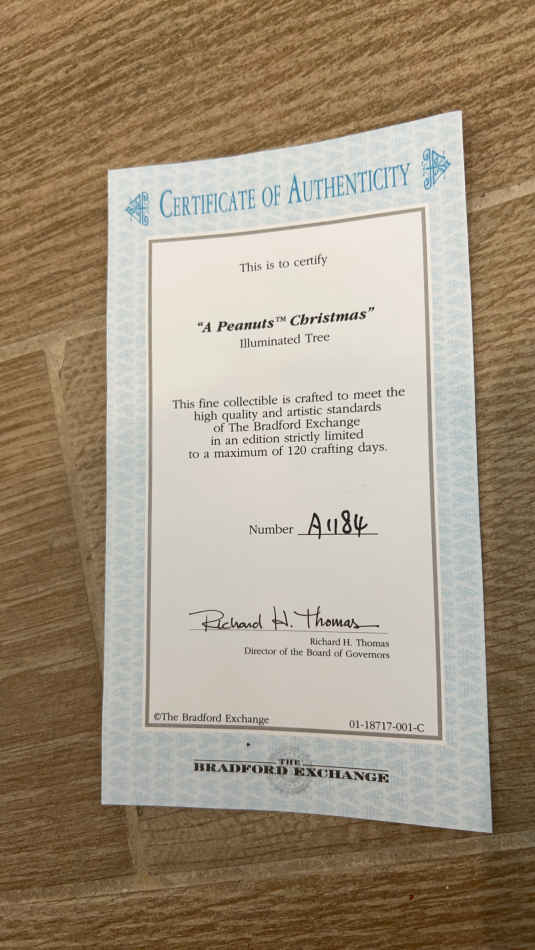 CERTIFICATE OF AUTHENTICITY
This is to certify
"A Peanuts™ Christmas"
Illuminated Tree
This fine collectible is crafted to meet the
high quality and artistic standards
of The Bradford Exchange
in an edition strictly limited
to a maximum of 120 crafting days.
Number A1184
Richard H. Thomas
Richard H. Thomas
Director of the Board of Governors
©The Bradford Exchange
01-18717-001-C
THE
BRADFORD EXCHANGE